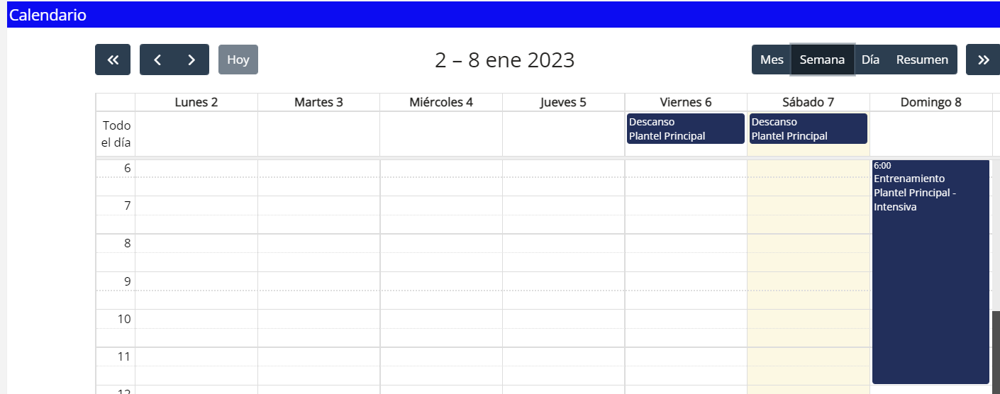 Calendario
Hoy
2 – 8 ene 2023
Mes Semana Día Resumen
Lunes 2 Martes 3 Miércoles 4 Jueves 5 Viernes 6 Sábado 7 Domingo 8
Todo
el día
Descanso
Plantel Principal
Descanso
Plantel Principal
6
6:00
Entrenamiento
Plantel Principal -
Intensiva
7
8
9
10
11
12